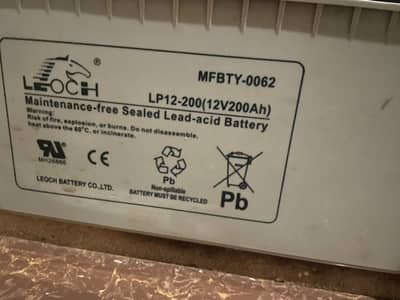 LEOCH
MFBTY-0062
LP12-200(12V200Ah)
Maintenance-free Sealed Lead-acid Battery
Warning:
Risk of fire, explosion, or burns. Do not disassemble,
heat above the 60°C, or incinerate.
MH26866
CE
Pb
Non-spillable
BATTERY MUST BE RECYCLED
Pb
LEOCH BATTERY CO.,LTD.